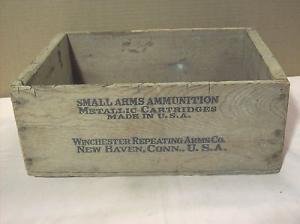 SMALL ARMS AMMUNITION
METALLIC CARTRIDGES
MADE IN U.S.A.
WINCHESTER REPEATING ARMS CO.
NEW HAVEN, CONN., U.S.A.